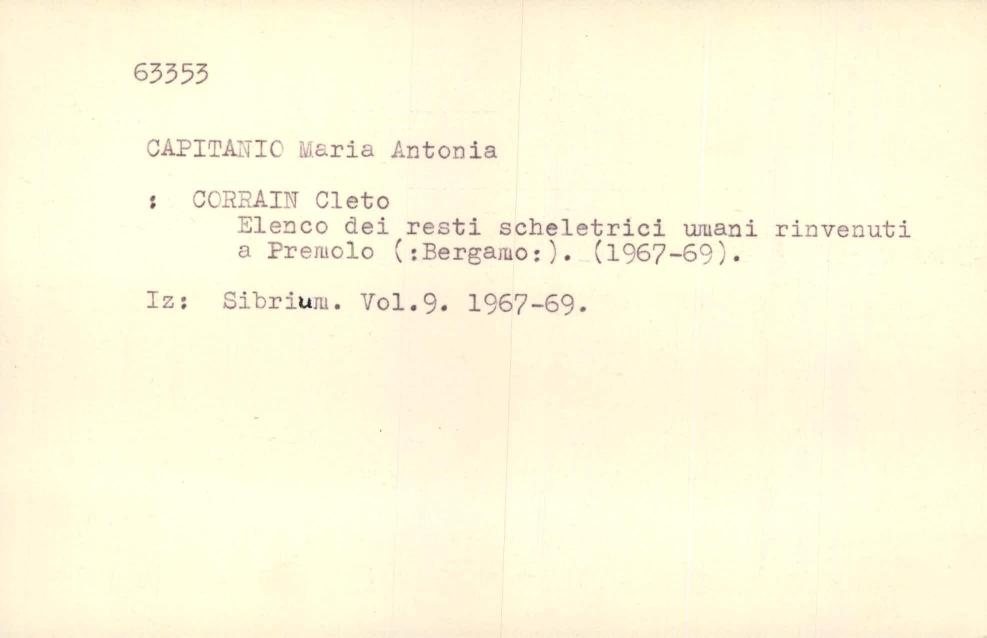 63353
CAPITANIO Maria Antonia
: CORRAIN Cleto
Elenco dei resti scheletrici umani rinvenuti
a Premolo (:Bergamo:). (1967-69).
Iz: Sibrium. Vol.9. 1967-69.